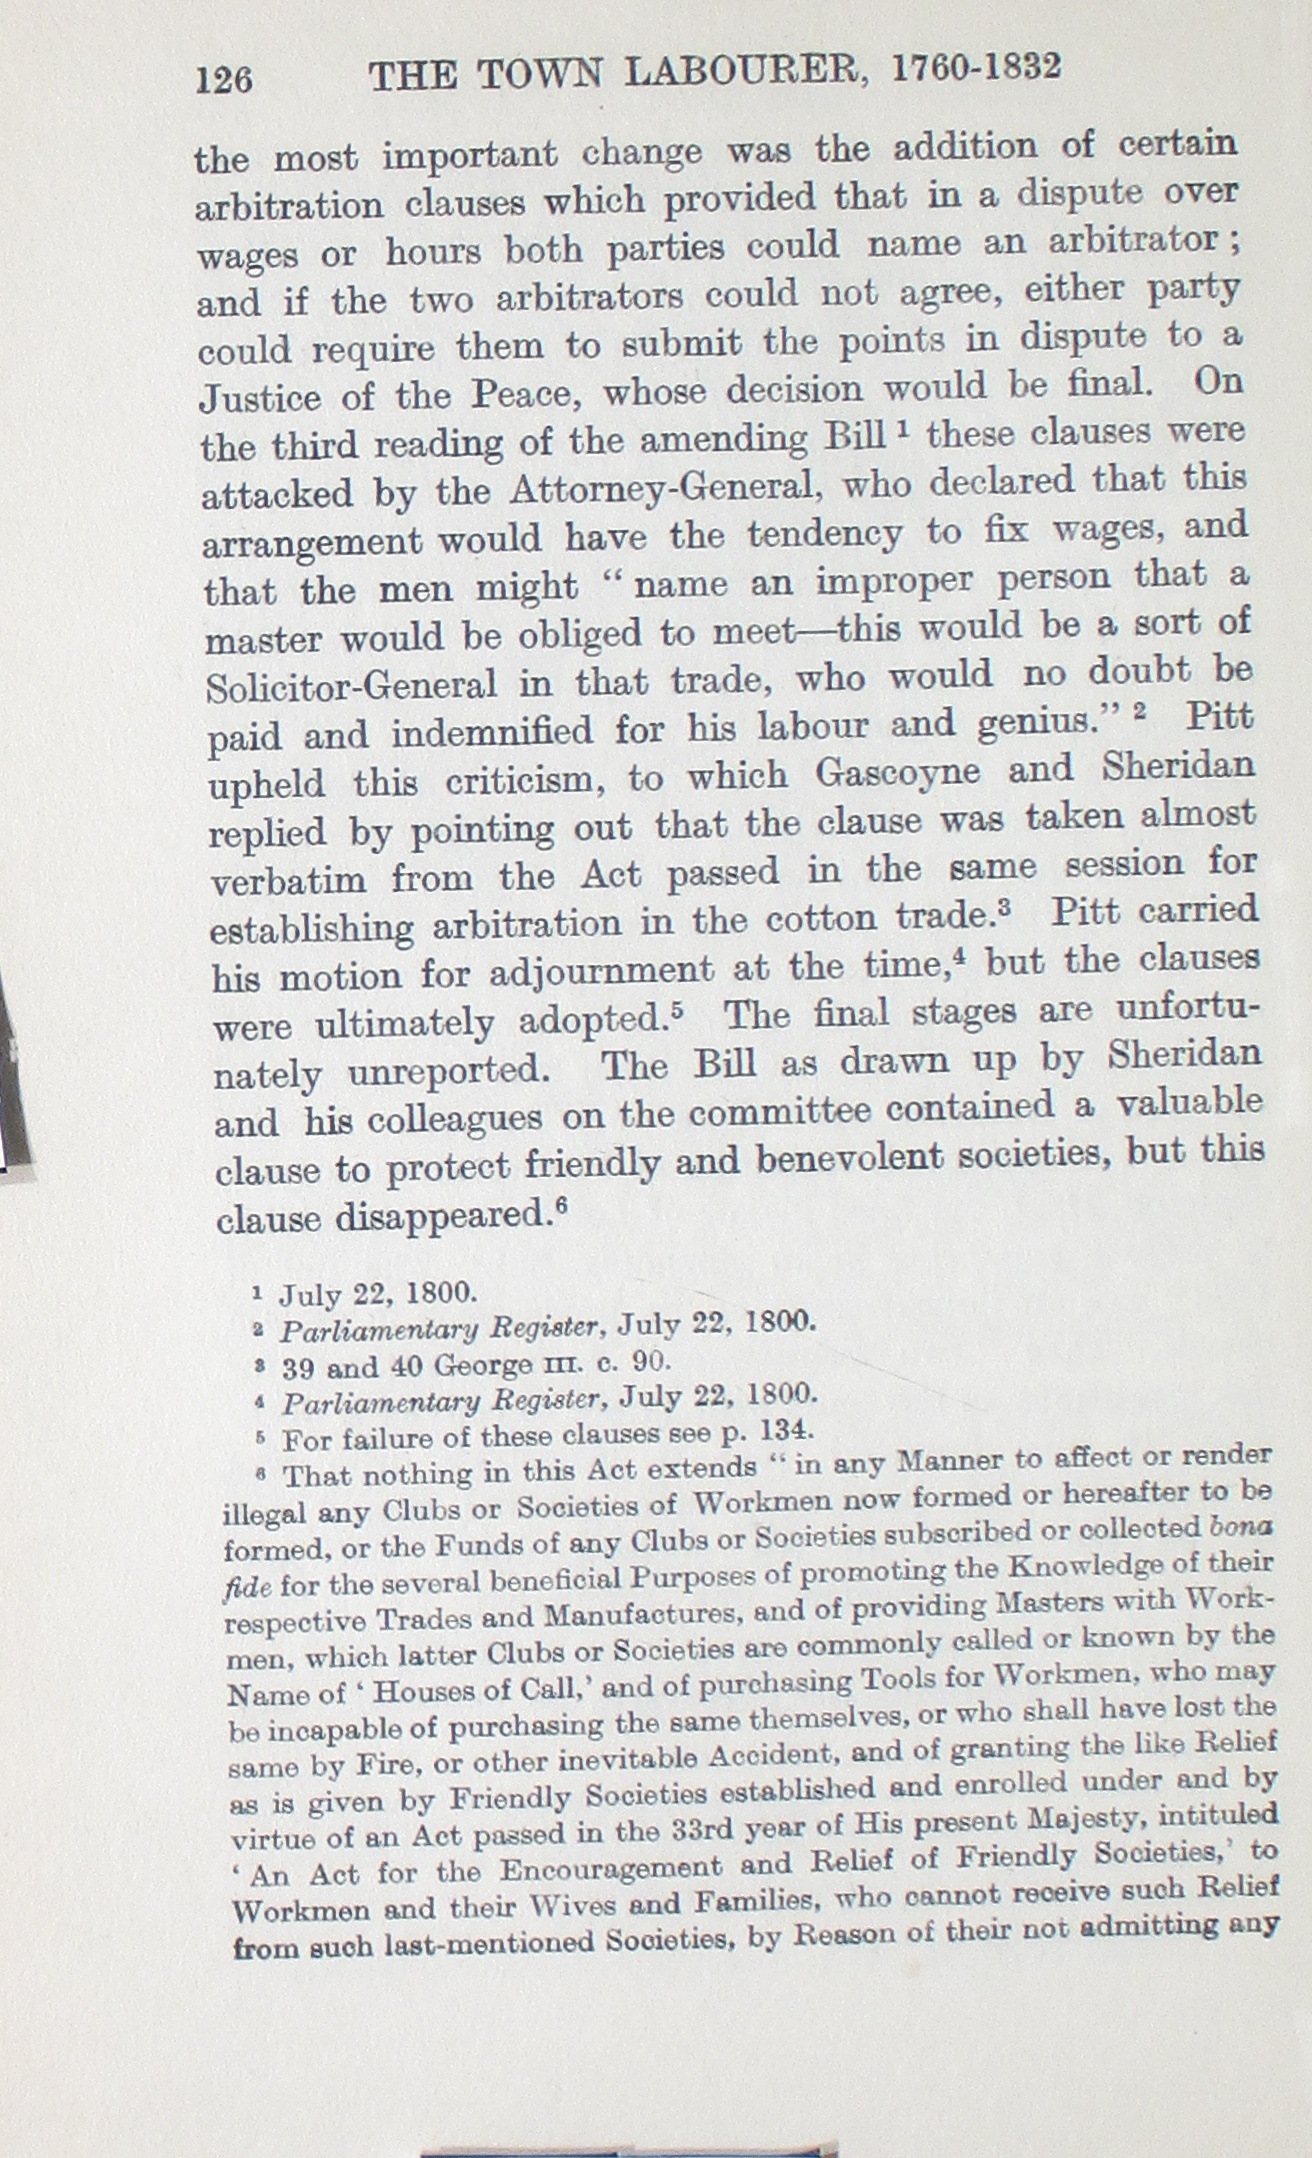 126 THE TOWN LABOURER, 1760-1832
the most important change was the addition of certain
arbitration clauses which provided that in a dispute over
wages or hours both parties could name an arbitrator ;
and if the two arbitrators could not agree, either party
could require them to submit the points in dispute to a
Justice of the Peace, whose decision would be final. On
the third reading of the amending Bill ¹ these clauses were
attacked by the Attorney-General, who declared that this
arrangement would have the tendency to fix wages, and
that the men might “ name an improper person that a
master would be obliged to meet—this would be a sort of
Solicitor-General in that trade, who would no doubt be
paid and indemnified for his labour and genius.” ² Pitt
upheld this criticism, to which Gascoyne and Sheridan
replied by pointing out that the clause was taken almost
verbatim from the Act passed in the same session for
establishing arbitration in the cotton trade.³ Pitt carried
his motion for adjournment at the time,⁴ but the clauses
were ultimately adopted.⁵ The final stages are unfortu-
nately unreported. The Bill as drawn up by Sheridan
and his colleagues on the committee contained a valuable
clause to protect friendly and benevolent societies, but this
clause disappeared.⁶
¹ July 22, 1800.
² Parliamentary Register, July 22, 1800.
³ 39 and 40 George III. c. 90.
⁴ Parliamentary Register, July 22, 1800.
⁵ For failure of these clauses see p. 134.
⁶ That nothing in this Act extends “ in any Manner to affect or render
illegal any Clubs or Societies of Workmen now formed or hereafter to be
formed, or the Funds of any Clubs or Societies subscribed or collected bona
fide for the several beneficial Purposes of promoting the Knowledge of their
respective Trades and Manufactures, and of providing Masters with Work-
men, which latter Clubs or Societies are commonly called or known by the
Name of ‘ Houses of Call,’ and of purchasing Tools for Workmen, who may
be incapable of purchasing the same themselves, or who shall have lost the
same by Fire, or other inevitable Accident, and of granting the like Relief
as is given by Friendly Societies established and enrolled under and by
virtue of an Act passed in the 33rd year of His present Majesty, intituled
‘ An Act for the Encouragement and Relief of Friendly Societies,’ to
Workmen and their Wives and Families, who cannot receive such Relief
from such last-mentioned Societies, by Reason of their not admitting any